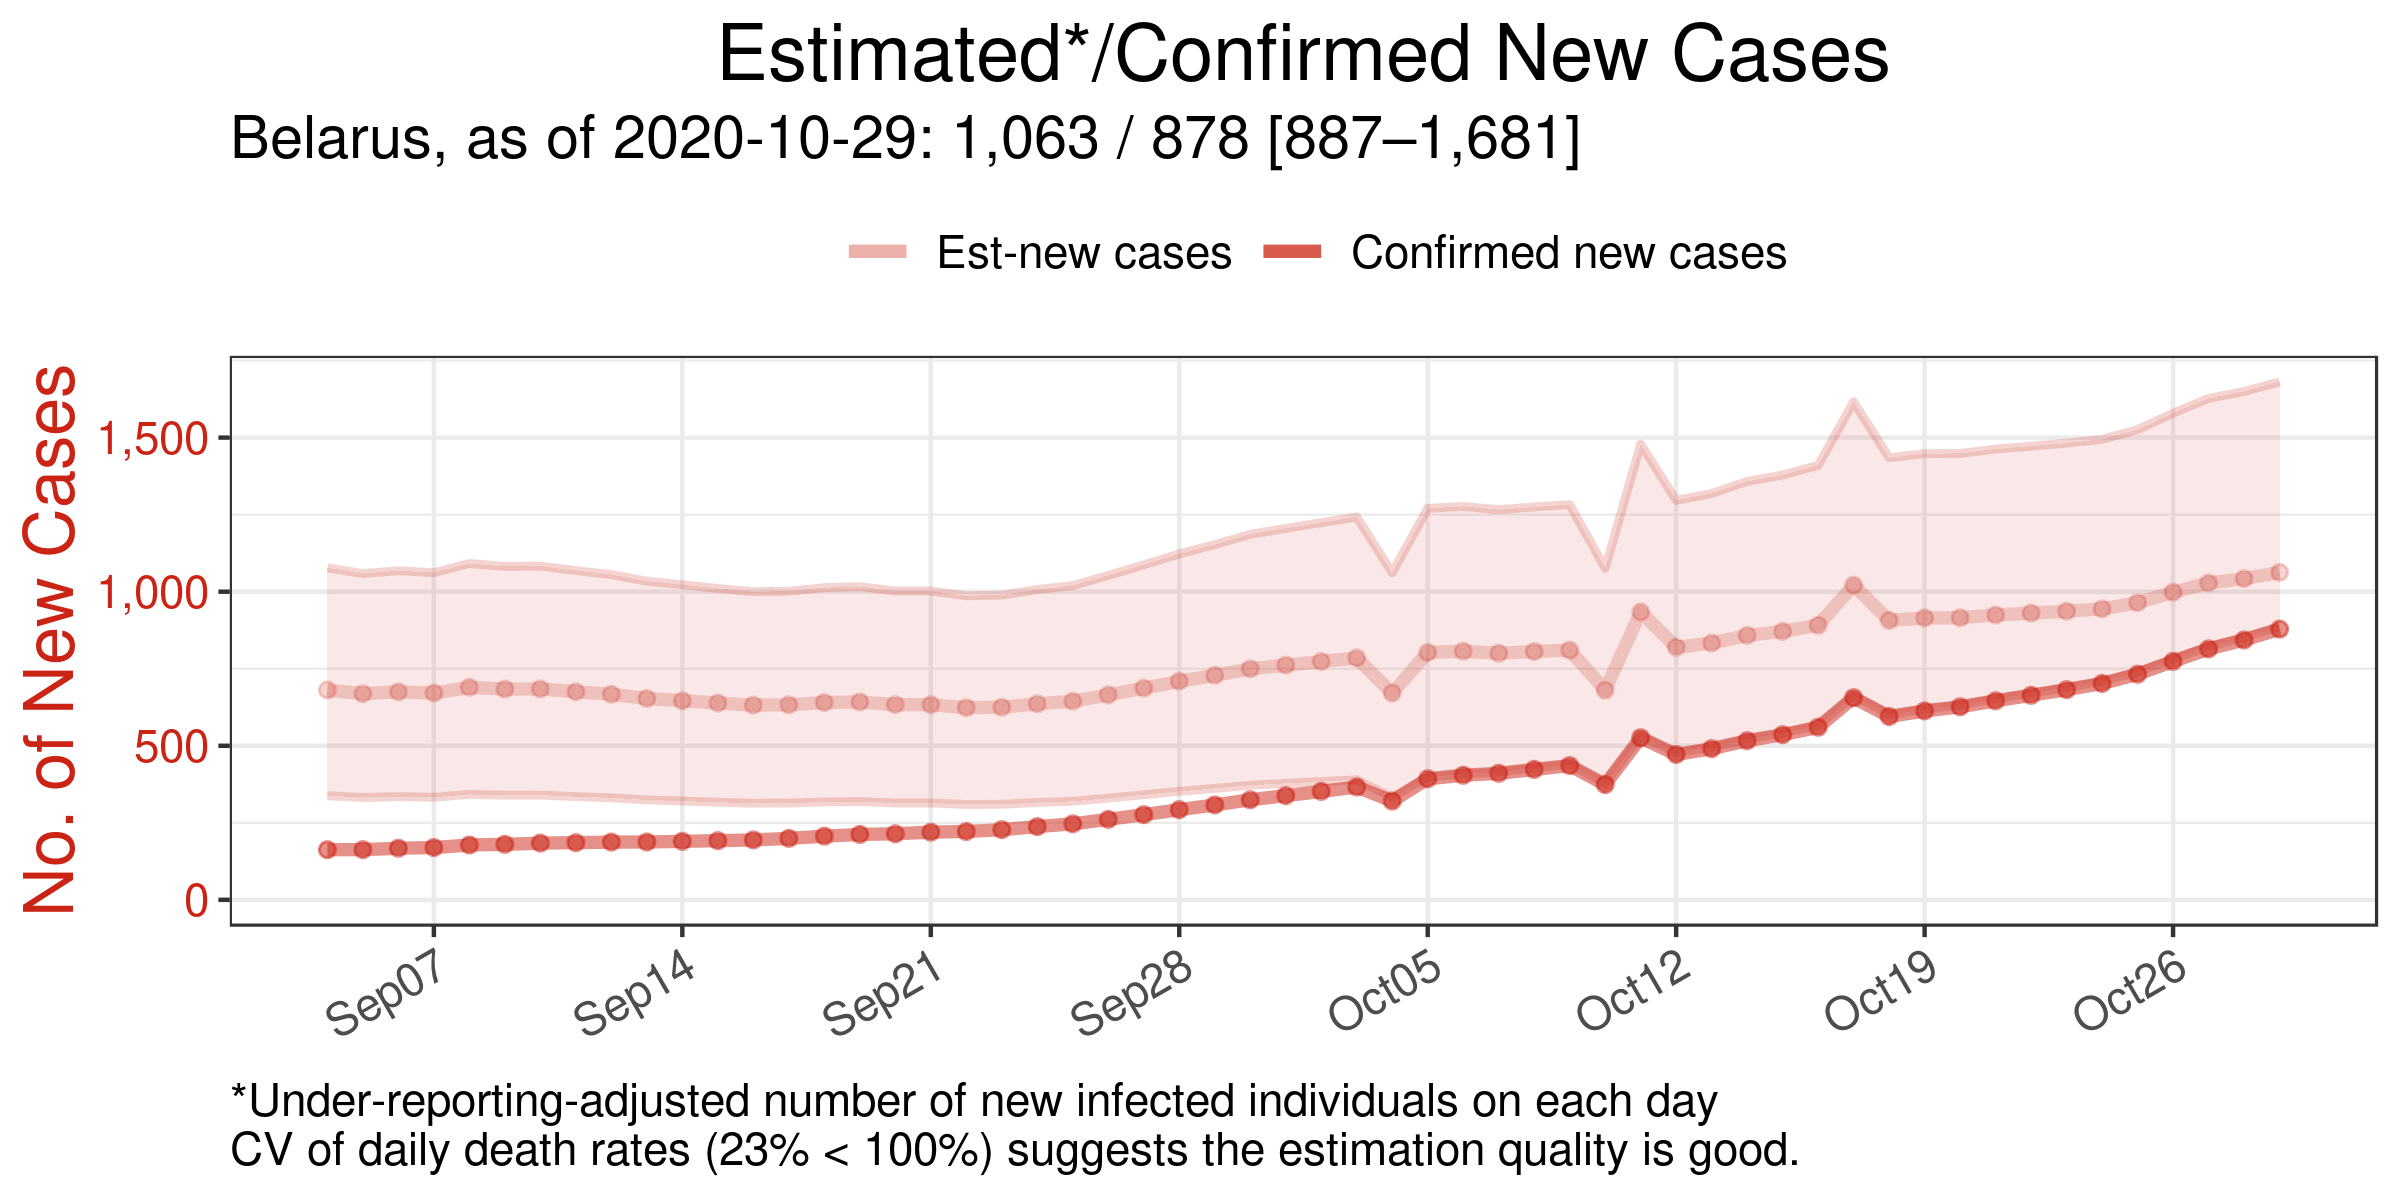 Estimated*/Confirmed New Cases
Belarus, as of 2020-10-29: 1,063 / 878 [887–1,681]
Est-new cases Confirmed new cases
No. of New Cases
1,500
1,000
500
0
Sep07 Sep14 Sep21 Sep28 Oct05 Oct12 Oct19 Oct26
*Under-reporting-adjusted number of new infected individuals on each day
CV of daily death rates (23% < 100%) suggests the estimation quality is good.